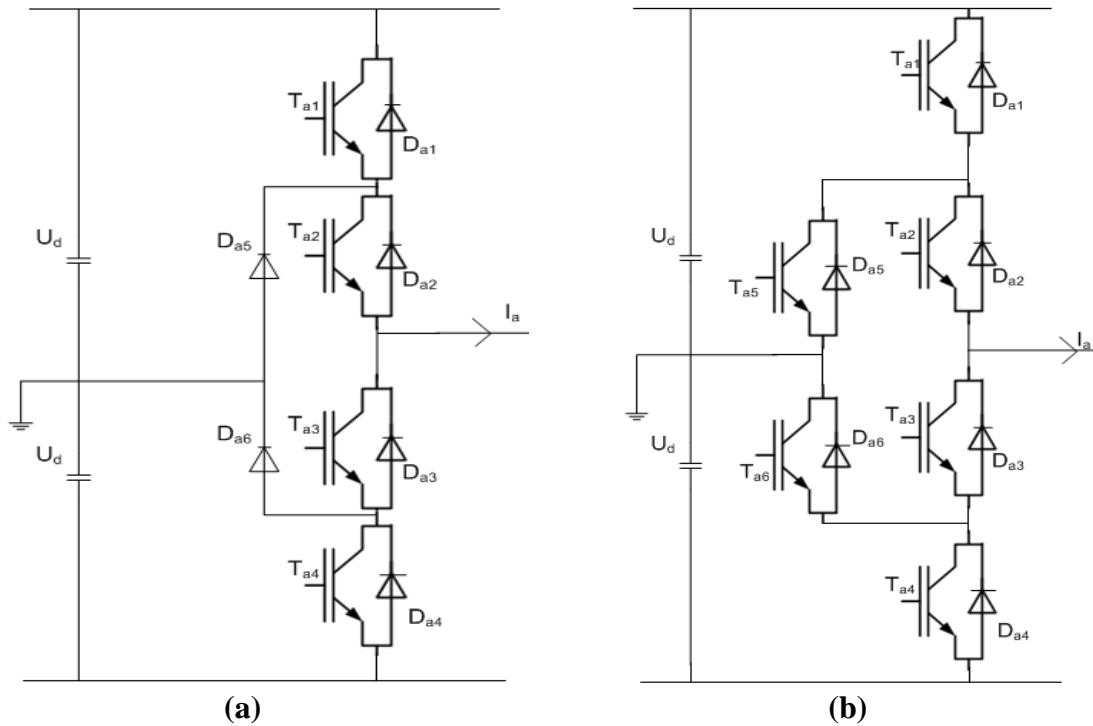 Ta1
Da1
Ta2
Da5
Ud
Da2
Ia
Ta3
Da6
Ud
Da3
Ta4
Da4
(a)
Ta1
Da1
Ta2
Ud
Da5
Da2
Ta5
Ia
Ta3
Da6
Ud
Ta6
Da3
Ta4
Da4
(b)